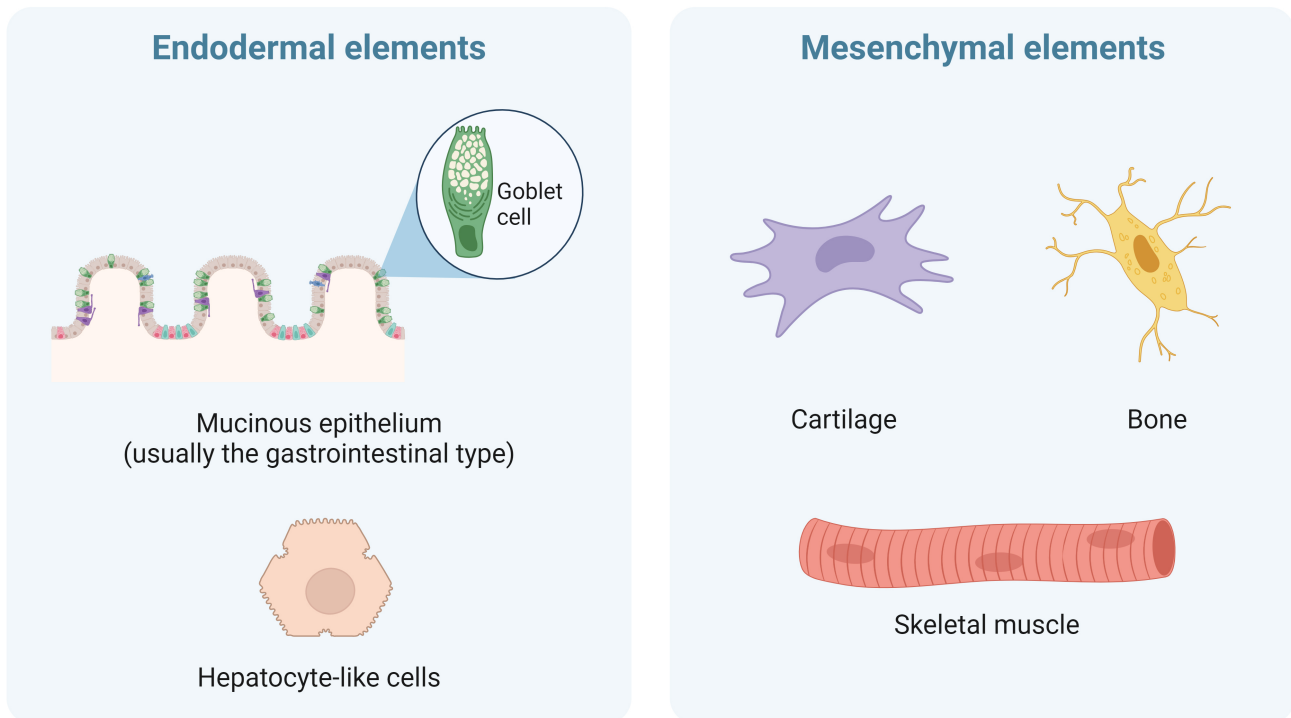 Endodermal elements
Goblet
cell
Mucinous epithelium
(usually the gastrointestinal type)
Hepatocyte-like cells
Mesenchymal elements
Cartilage
Bone
Skeletal muscle